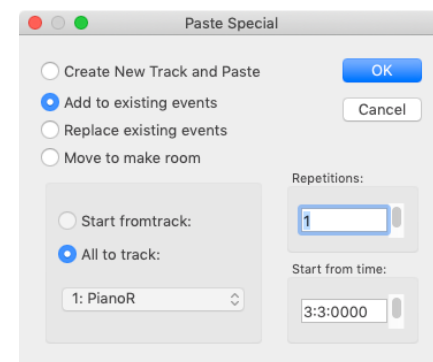 Paste Special
Create New Track and Paste
OK
Add to existing events
Cancel
Replace existing events
Move to make room
Repetitions:
Start fromtrack:
1
All to track:
Start from time:
1: PianoR
3:3:0000